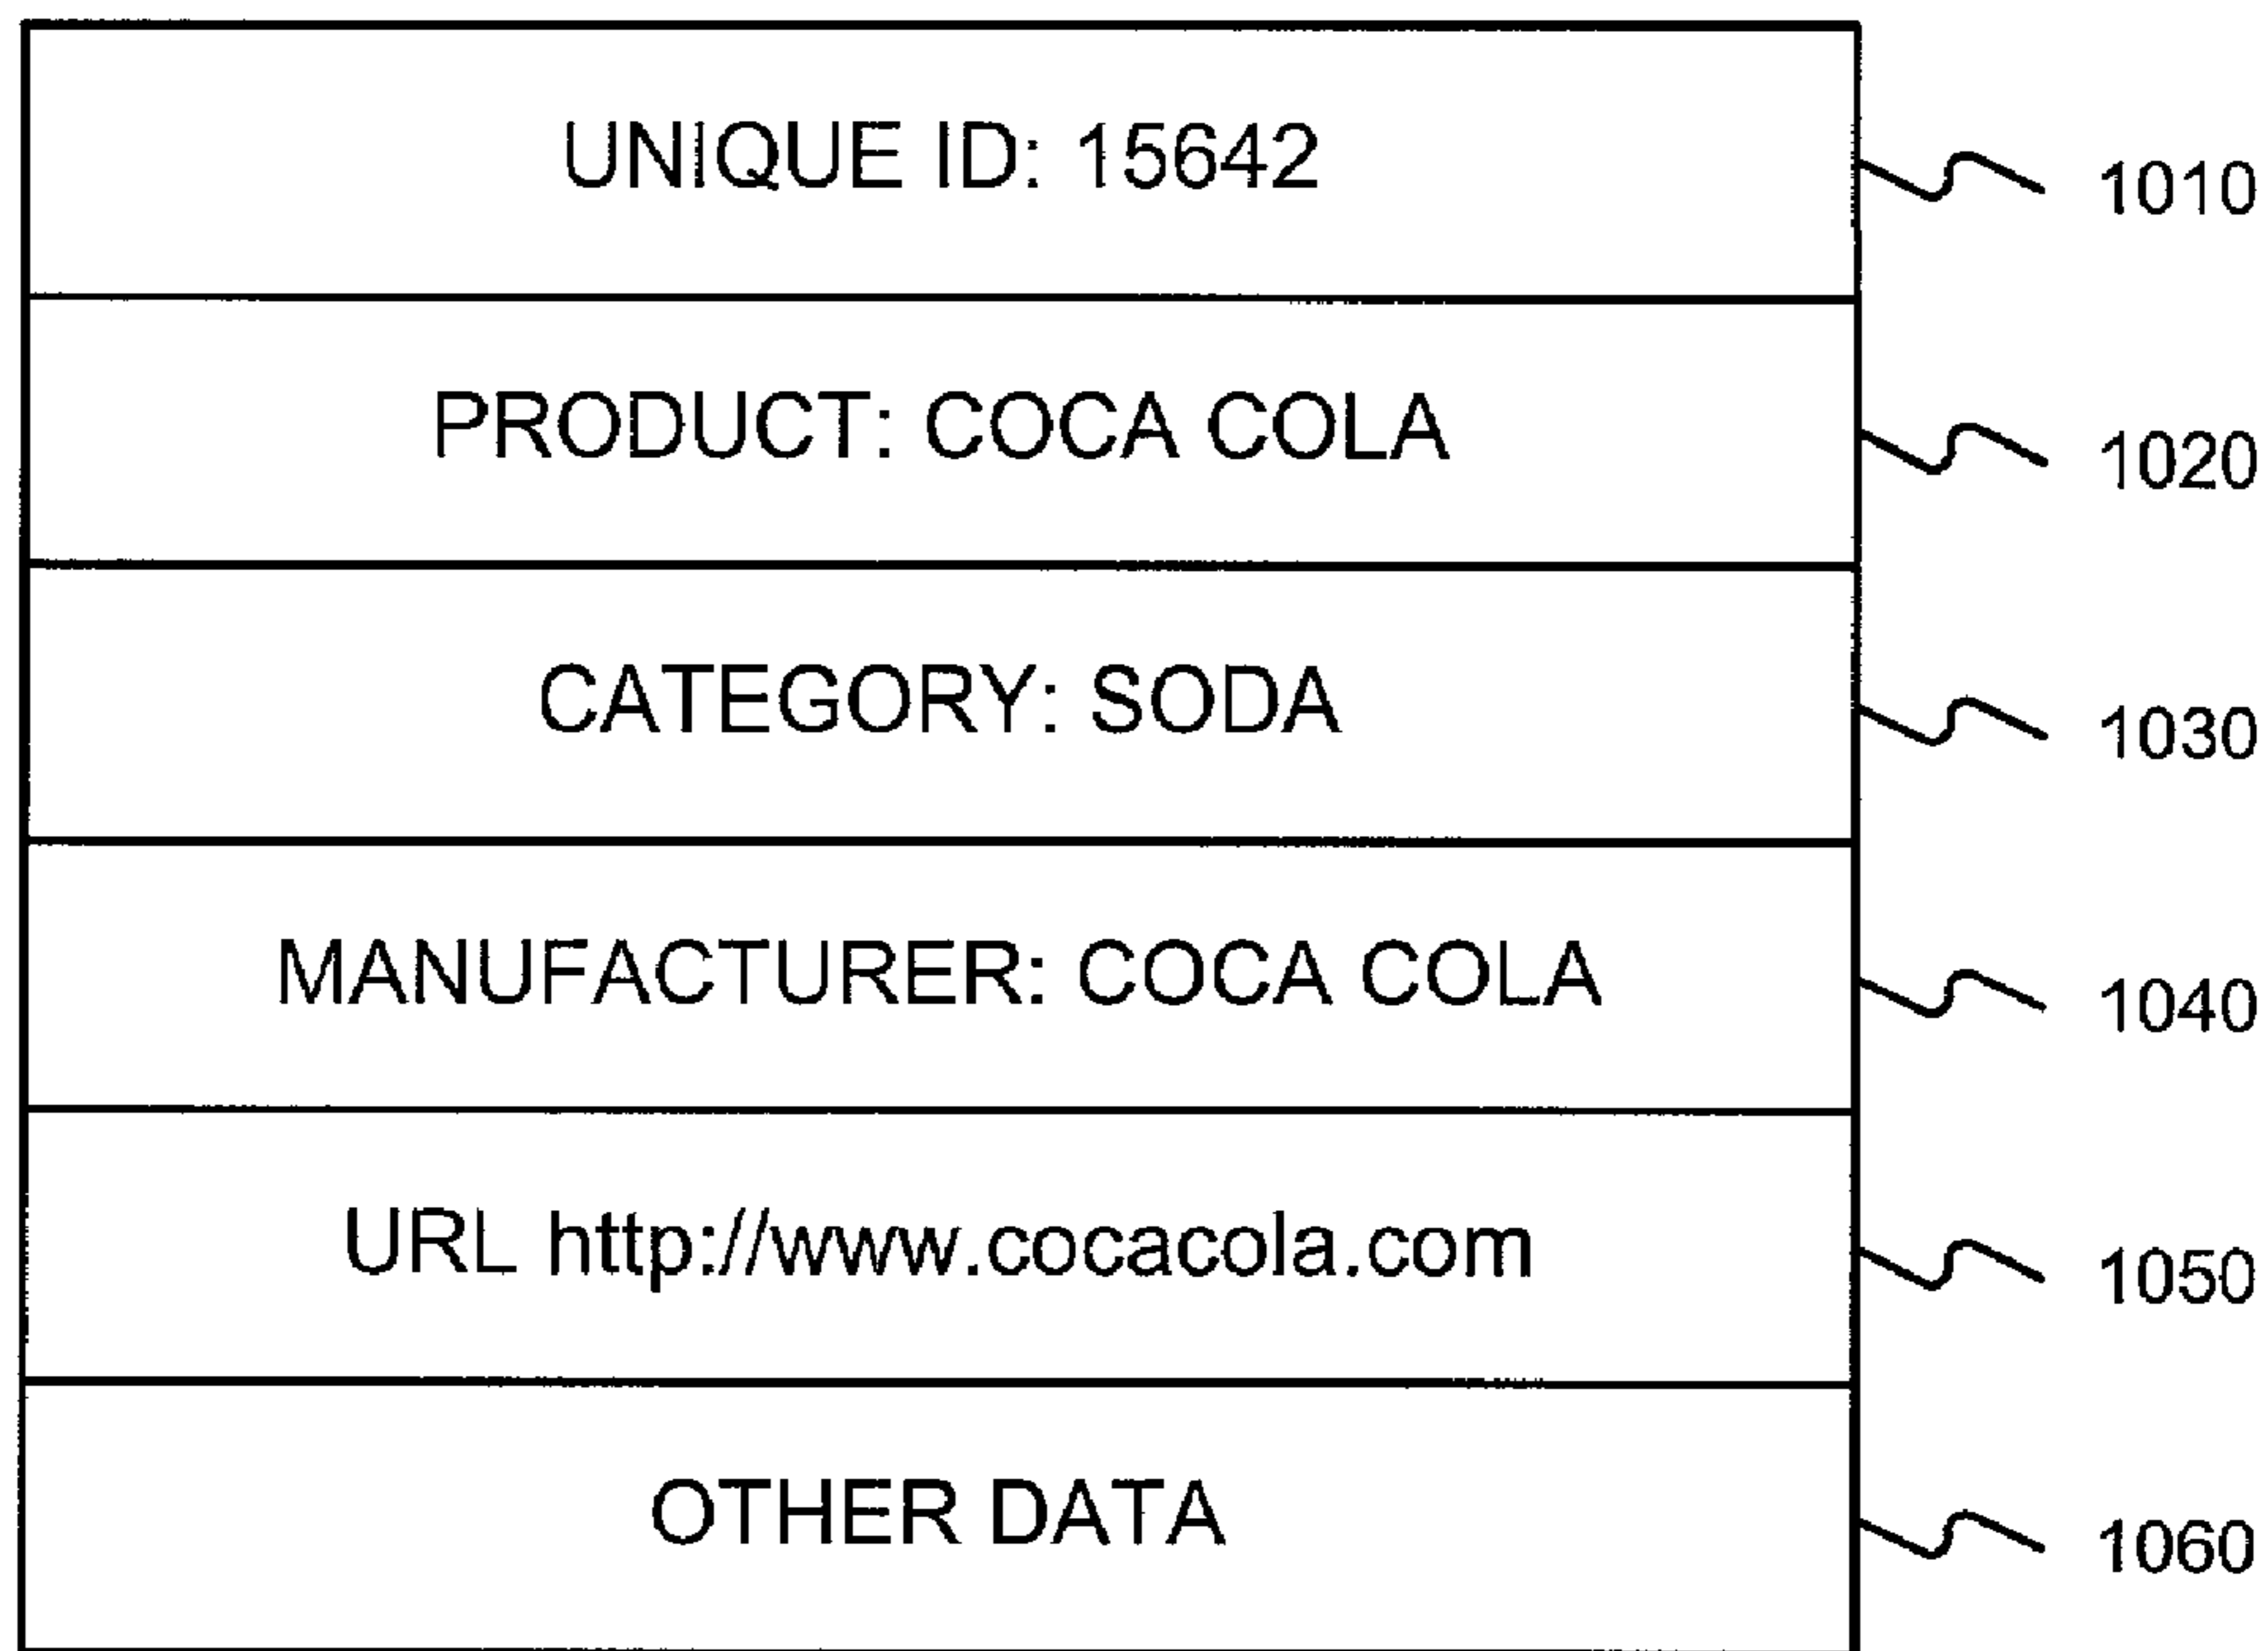 UNIQUE ID: 15642 1010
PRODUCT: COCA COLA 1020
CATEGORY: SODA 1030
MANUFACTURER: COCA COLA 1040
URL http://www.cocacola.com 1050
OTHER DATA 1060